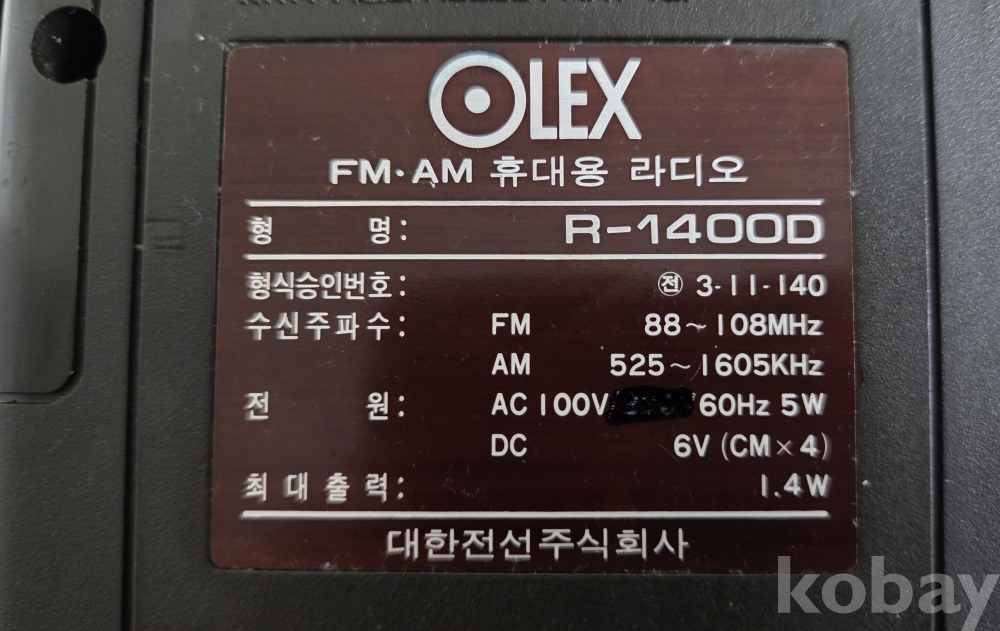 OLEX
FM·AM 휴대용 라디오
형 명: R-1400D
형식승인번호: ㊞ 3-11-140
수신주파수: FM 88~108MHz
AM 525~1605KHz
전 원: AC 100V 60Hz 5W
DC 6V (CM×4)
최대출력: 1.4W
대한전선주식회사
kobay